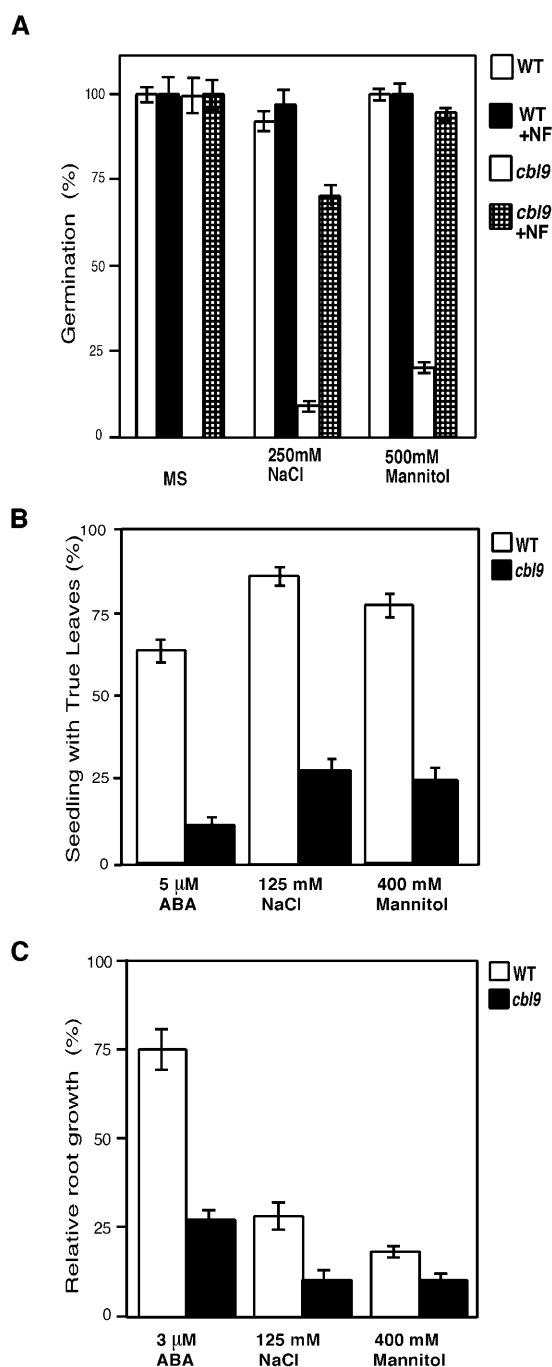 A
Germination (%)
100
75
50
25
0
MS
250mM
NaCl
500mM
Mannitol
WT
WT
+NF
cbl9
cbl9
+NF
B
Seedling with True Leaves (%)
100
75
50
25
0
5 µM
ABA
125 mM
NaCl
400 mM
Mannitol
WT
cbl9
C
Relative root growth (%)
100
75
50
25
0
3 µM
ABA
125 mM
NaCl
400 mM
Mannitol
WT
cbl9